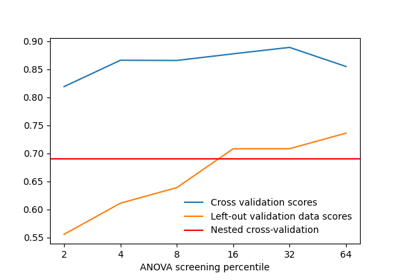 0.90
0.85
0.80
0.75
0.70
0.65
0.60
0.55
Cross validation scores
Left-out validation data scores
Nested cross-validation
2 4 8 16 32 64
ANOVA screening percentile